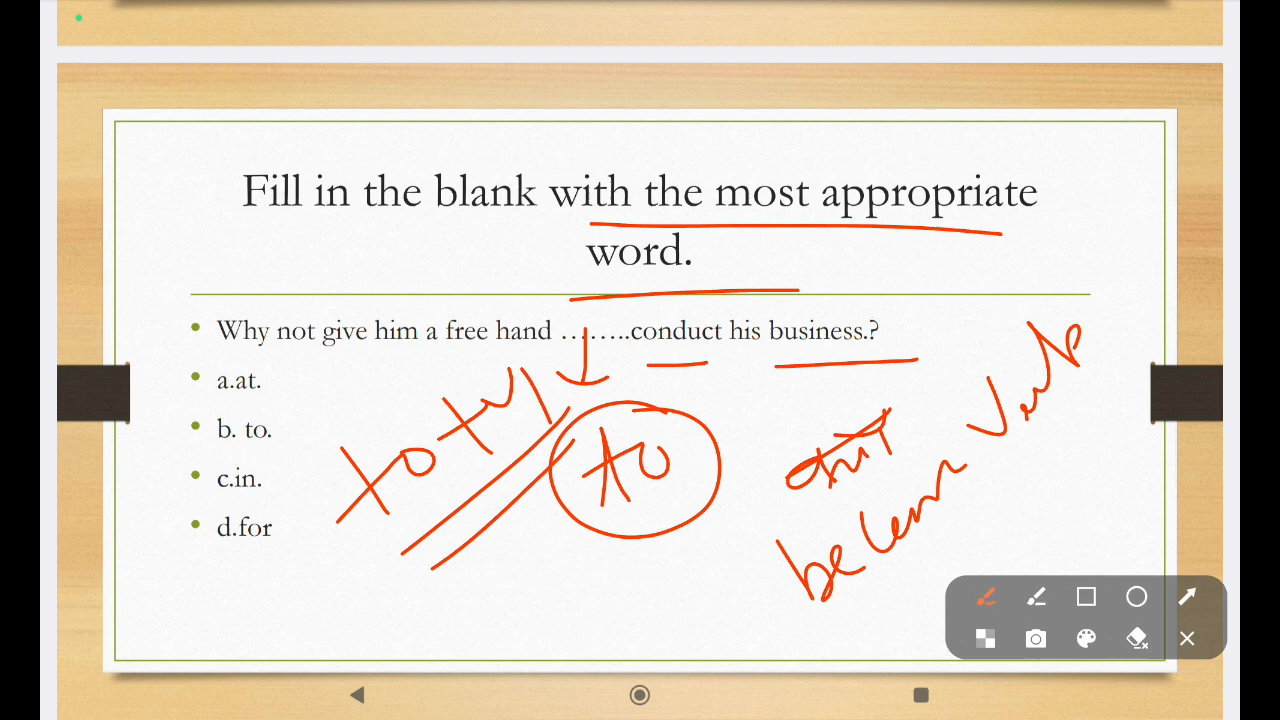 Fill in the blank with the most appropriate
word.
Why not give him a free hand ........conduct his business.?
a.at.
b. to.
c.in.
d.for
to